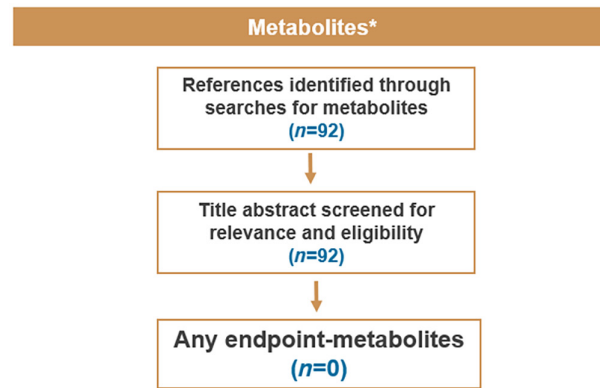 Metabolites*
References identified through
searches for metabolites
(n=92)
Title abstract screened for
relevance and eligibility
(n=92)
Any endpoint-metabolites
(n=0)